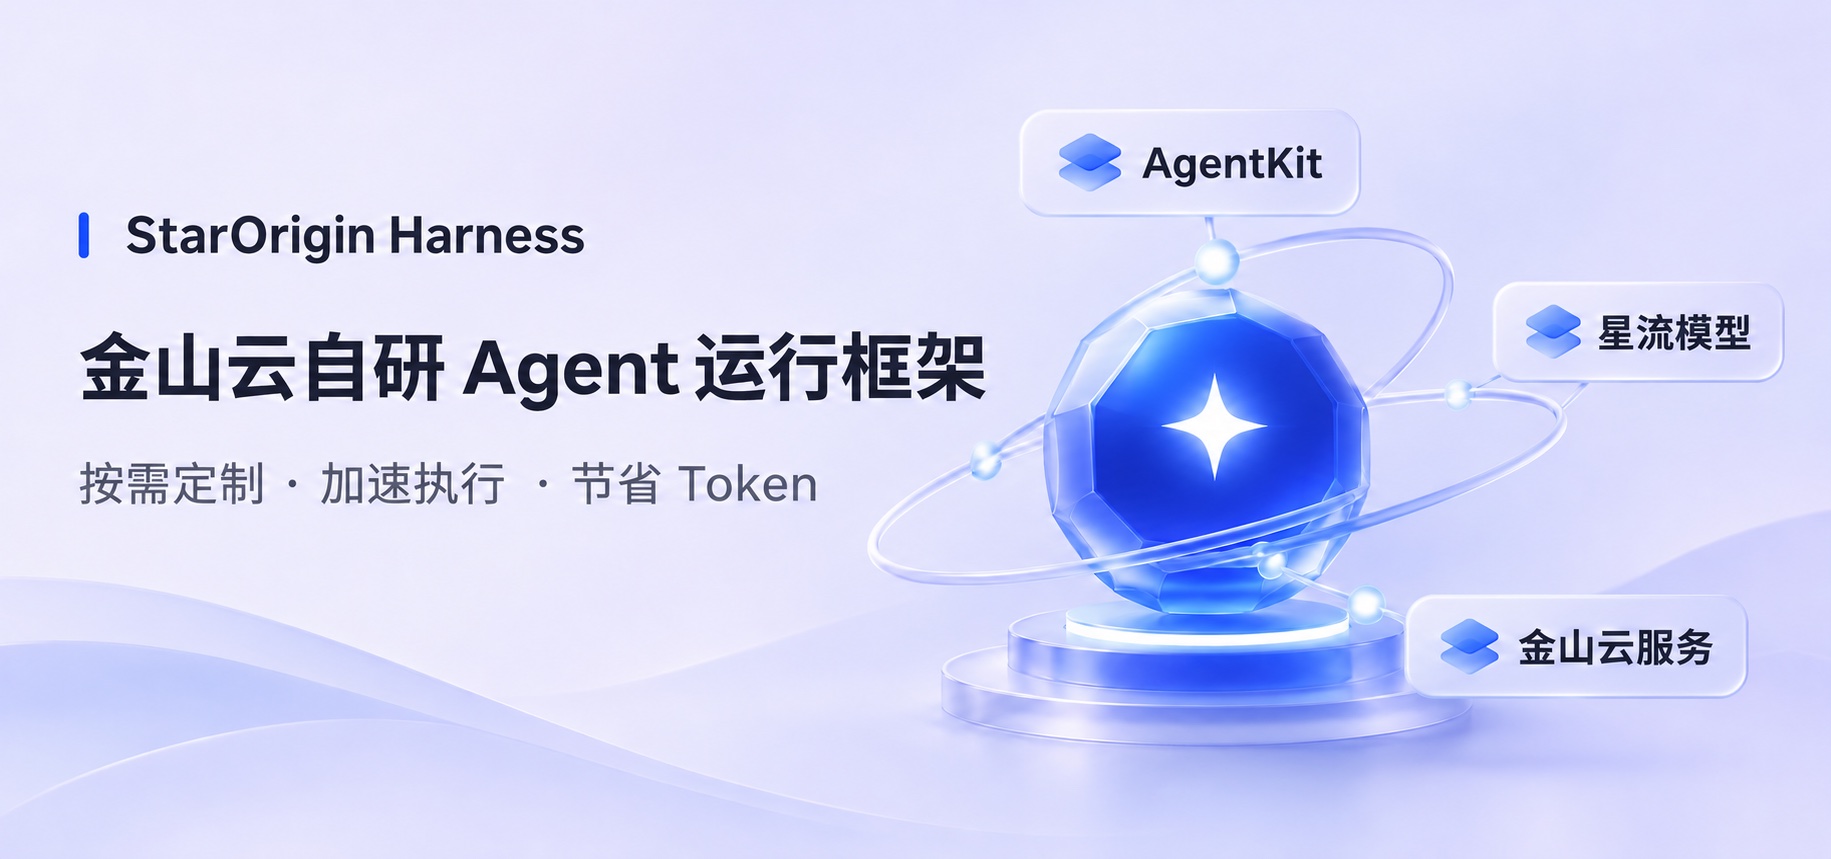 StarOrigin Harness
金山云自研 Agent 运行框架
按需定制 · 加速执行 · 节省 Token
AgentKit
星流模型
金山云服务